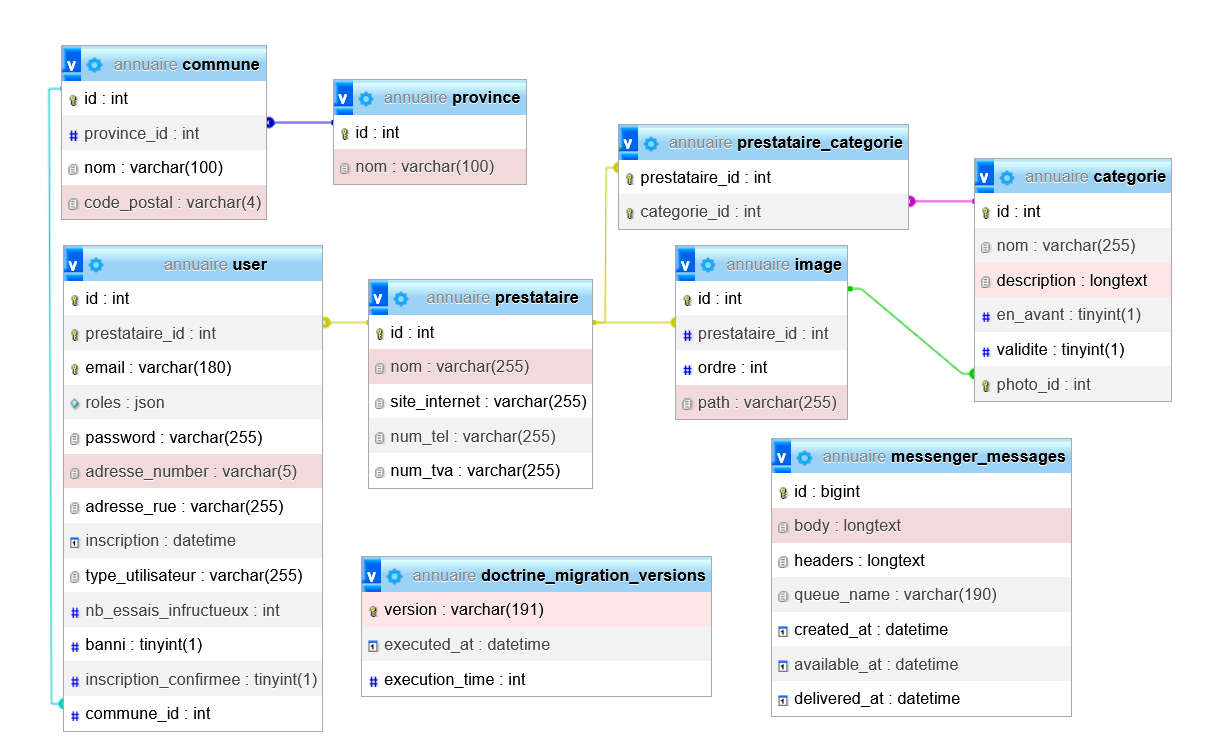 v annuaire commune
id : int
province_id : int
nom : varchar(100)
code_postal : varchar(4)
v annuaire province
id : int
nom : varchar(100)
v annuaire prestataire_categorie
prestataire_id : int
categorie_id : int
v annuaire categorie
id : int
nom : varchar(255)
description : longtext
en_avant : tinyint(1)
validite : tinyint(1)
photo_id : int
v annuaire user
id : int
prestataire_id : int
email : varchar(180)
roles : json
password : varchar(255)
adresse_number : varchar(5)
adresse_rue : varchar(255)
inscription : datetime
type_utilisateur : varchar(255)
nb_essais_infructueux : int
banni : tinyint(1)
inscription_confirmee : tinyint(1)
commune_id : int
v annuaire prestataire
id : int
nom : varchar(255)
site_internet : varchar(255)
num_tel : varchar(255)
num_tva : varchar(255)
v annuaire image
id : int
prestataire_id : int
ordre : int
path : varchar(255)
v annuaire messenger_messages
id : bigint
body : longtext
headers : longtext
queue_name : varchar(190)
created_at : datetime
available_at : datetime
delivered_at : datetime
v annuaire doctrine_migration_versions
version : varchar(191)
executed_at : datetime
execution_time : int